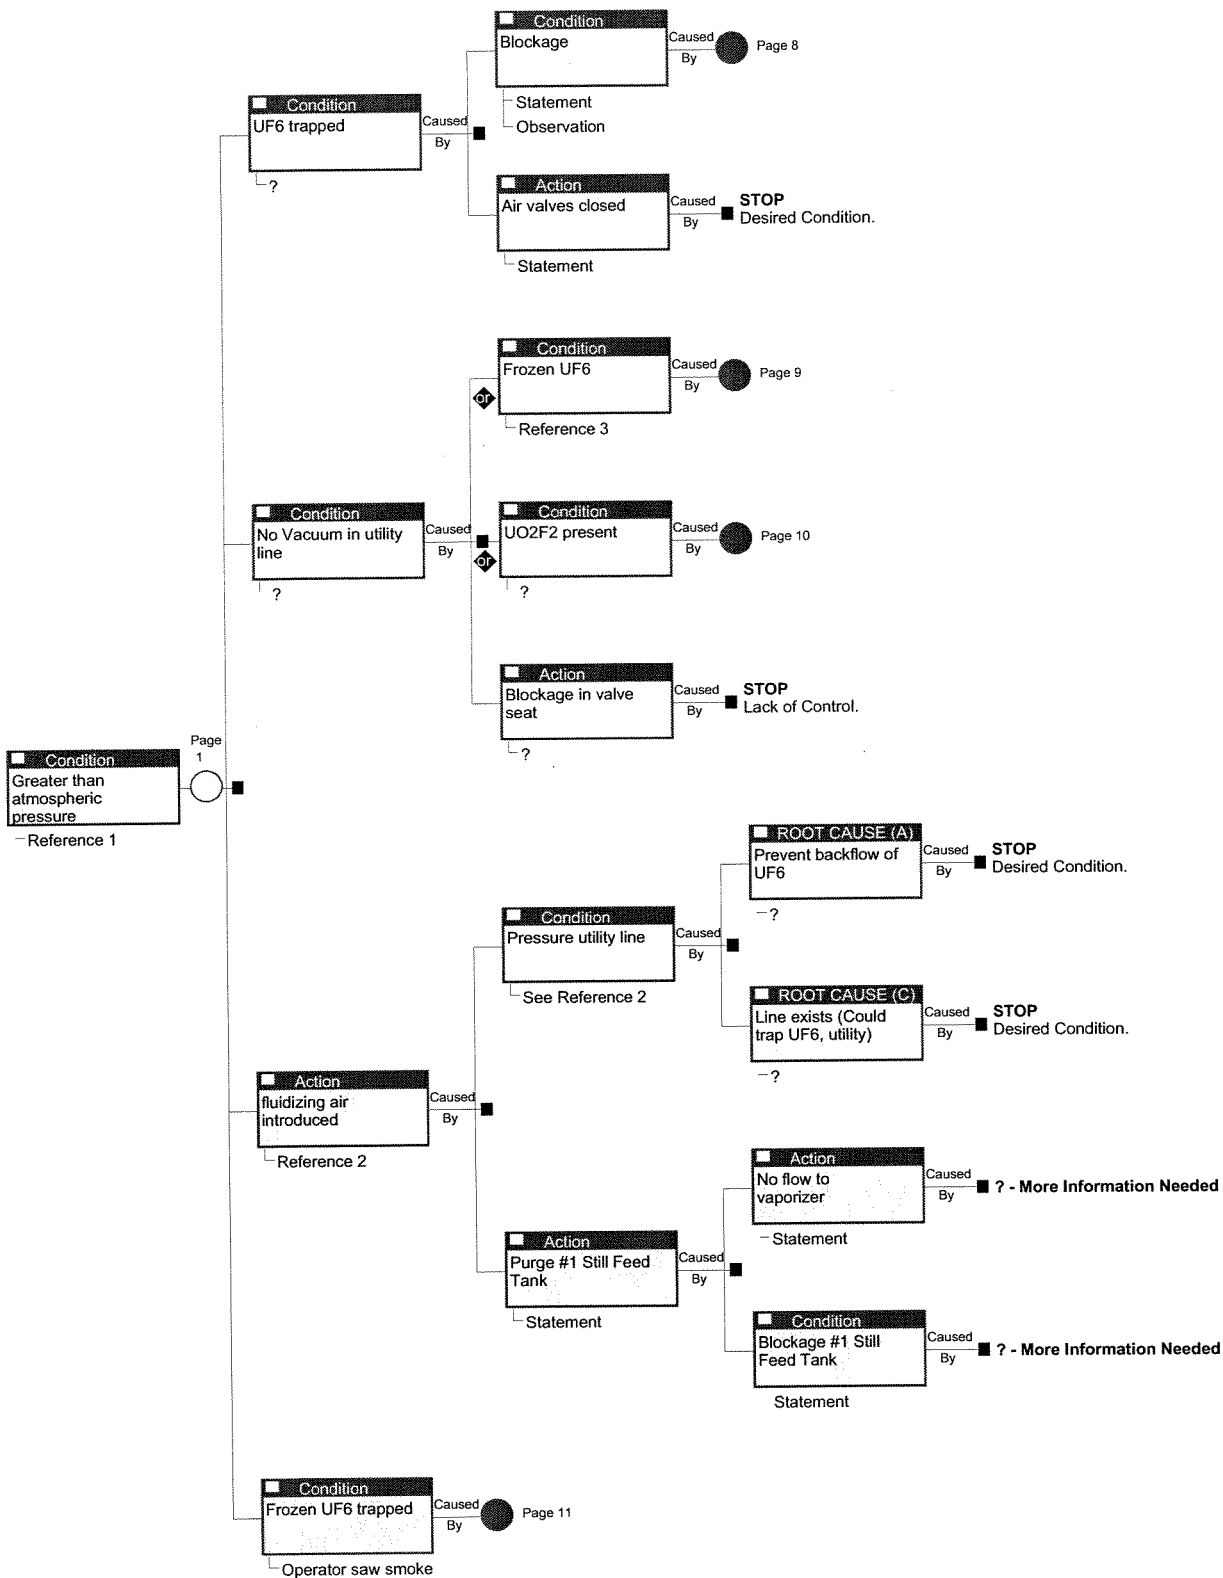 Condition
Blockage
Caused
By
Page 8
Statement
Observation
Condition
UF6 trapped
Caused
By
?
Action
Air valves closed
Caused
By
STOP
Desired Condition.
Statement
Condition
Frozen UF6
Caused
By
Page 9
or
Reference 3
Condition
No Vacuum in utility
line
Caused
By
?
Condition
UO2F2 present
Caused
By
Page 10
or
?
Action
Blockage in valve
seat
Caused
By
STOP
Lack of Control.
?
Condition
Greater than
atmospheric
pressure
Page
1
Reference 1
ROOT CAUSE (A)
Prevent backflow of
UF6
Caused
By
STOP
Desired Condition.
?
Condition
Pressure utility line
Caused
By
See Reference 2
ROOT CAUSE (C)
Line exists (Could
trap UF6, utility)
Caused
By
STOP
Desired Condition.
?
Action
fluidizing air
introduced
Caused
By
Reference 2
Action
No flow to
vaporizer
Caused
By
? - More Information Needed
Statement
Action
Purge #1 Still Feed
Tank
Caused
By
Statement
Condition
Blockage #1 Still
Feed Tank
Caused
By
? - More Information Needed
Statement
Condition
Frozen UF6 trapped
Caused
By
Page 11
Operator saw smoke